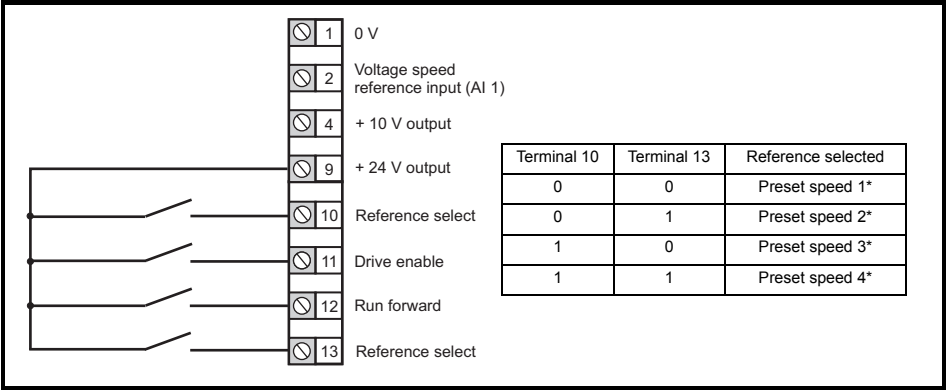 1 0 V
2 Voltage speed
reference input (AI 1)
4 + 10 V output
9 + 24 V output
10 Reference select
11 Drive enable
12 Run forward
13 Reference select
Terminal 10 Terminal 13 Reference selected
0 0 Preset speed 1*
0 1 Preset speed 2*
1 0 Preset speed 3*
1 1 Preset speed 4*